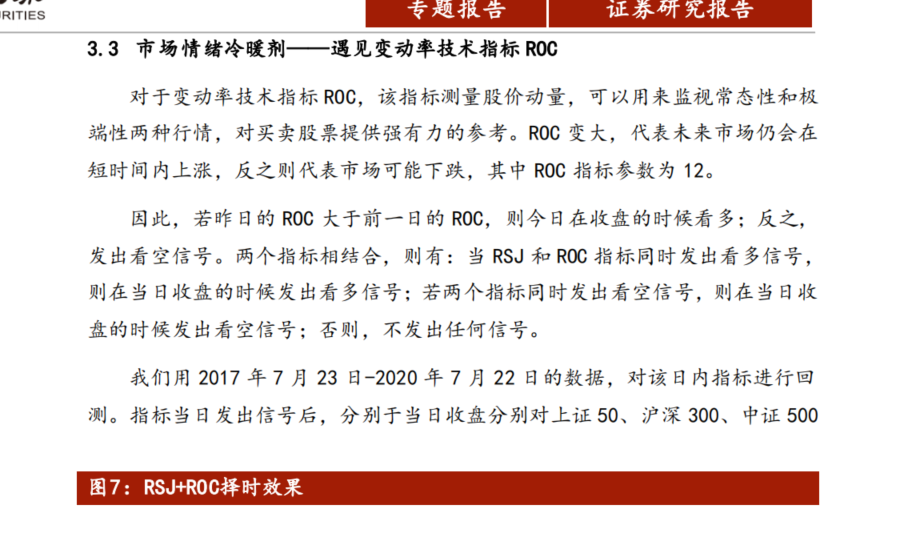 URITIES
专题报告 证券研究报告
3.3 市场情绪冷暖剂——遇见变动率技术指标 ROC
对于变动率技术指标 ROC，该指标测量股价动量，可以用来监视常态性和极
端性两种行情，对买卖股票提供强有力的参考。ROC 变大，代表未来市场仍会在
短时间内上涨，反之则代表市场可能下跌，其中 ROC 指标参数为 12。
因此，若昨日的 ROC 大于前一日的 ROC，则今日在收盘的时候看多；反之，
发出看空信号。两个指标相结合，则有：当 RSJ 和 ROC 指标同时发出看多信号，
则在当日收盘的时候发出看多信号；若两个指标同时发出看空信号，则在当日收
盘的时候发出看空信号；否则，不发出任何信号。
我们用 2017 年 7 月 23 日-2020 年 7 月 22 日的数据，对该日内指标进行回
测。指标当日发出信号后，分别于当日收盘分别对上证 50、沪深 300、中证 500
图7：RSJ+ROC择时效果